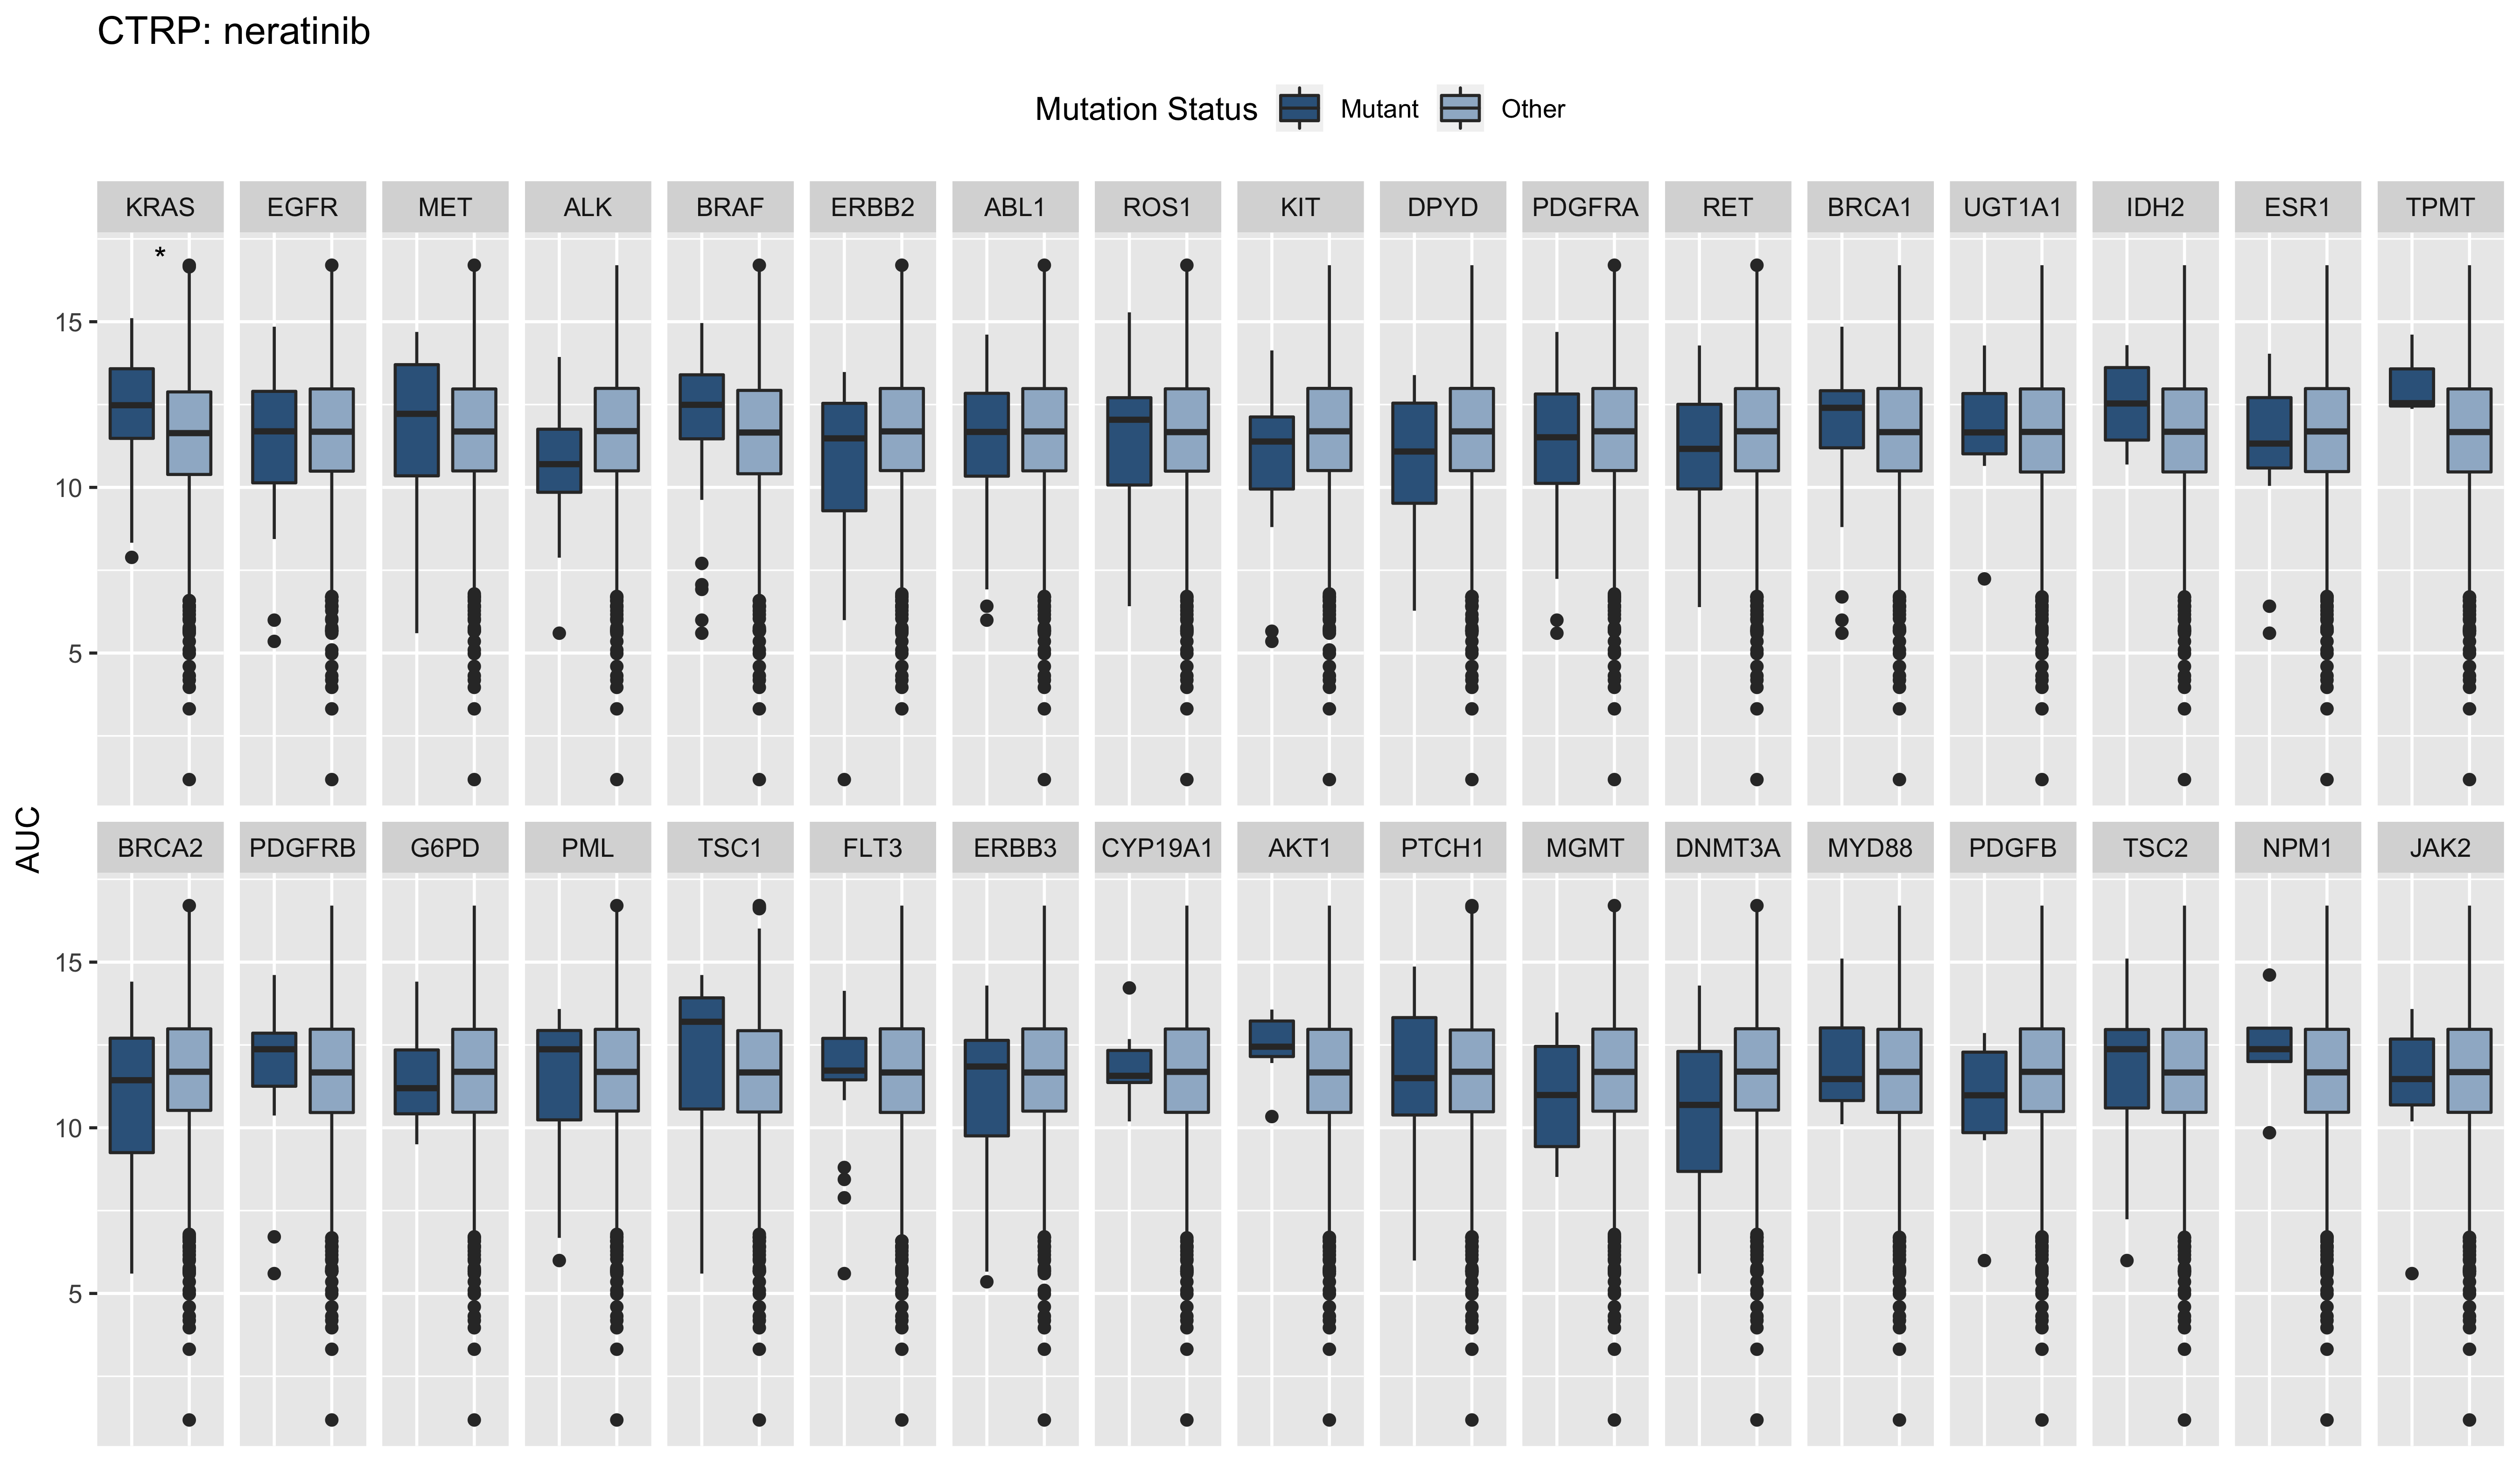 CTRP: neratinib
Mutation Status Mutant Other
KRAS EGFR MET ALK BRAF ERBB2 ABL1 ROS1 KIT DPYD PDGFRA RET BRCA1 UGT1A1 IDH2 ESR1 TPMT
*
15
10
5
AUC
BRCA2 PDGFRB G6PD PML TSC1 FLT3 ERBB3 CYP19A1 AKT1 PTCH1 MGMT DNMT3A MYD88 PDGFB TSC2 NPM1 JAK2
15
10
5